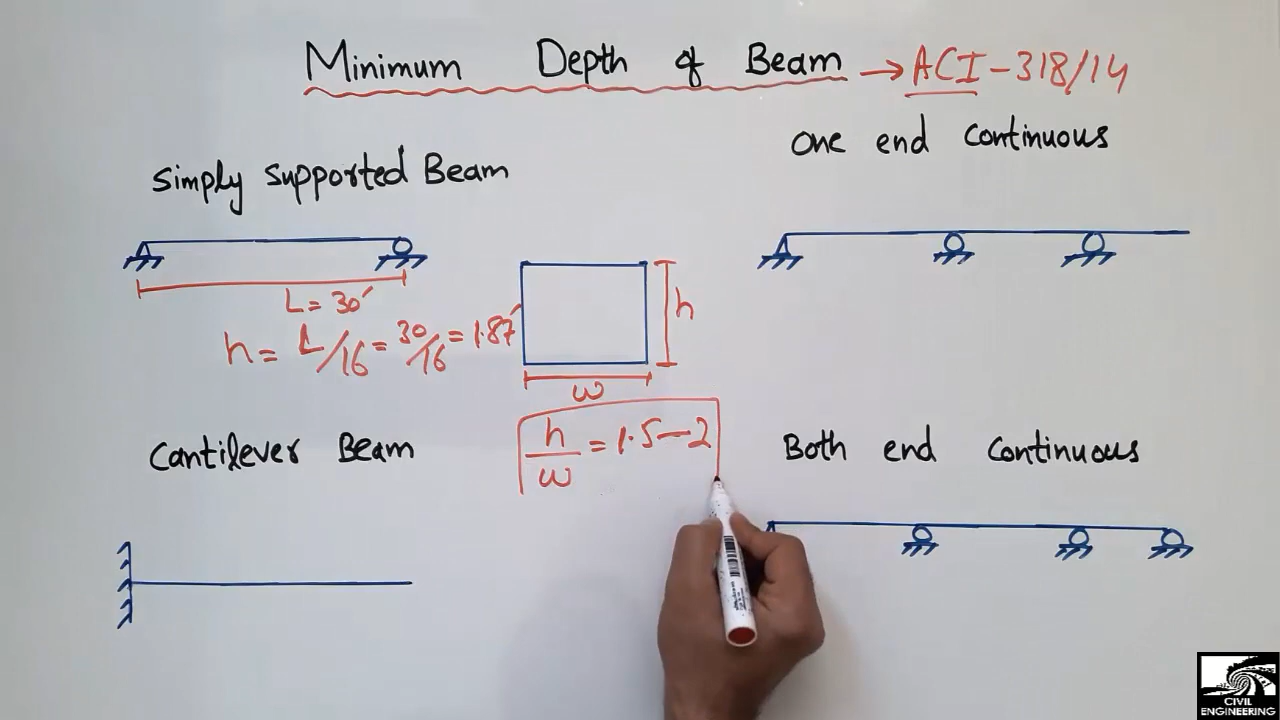 Minimum Depth of Beam → ACI-318/14
Simply Supported Beam
One end Continuous
L= 30'
h = L/16 = 30/16 = 1.87'
h
w
h/w = 1.5-2
Cantilever Beam
Both end Continuous
CIVIL
ENGINEERING